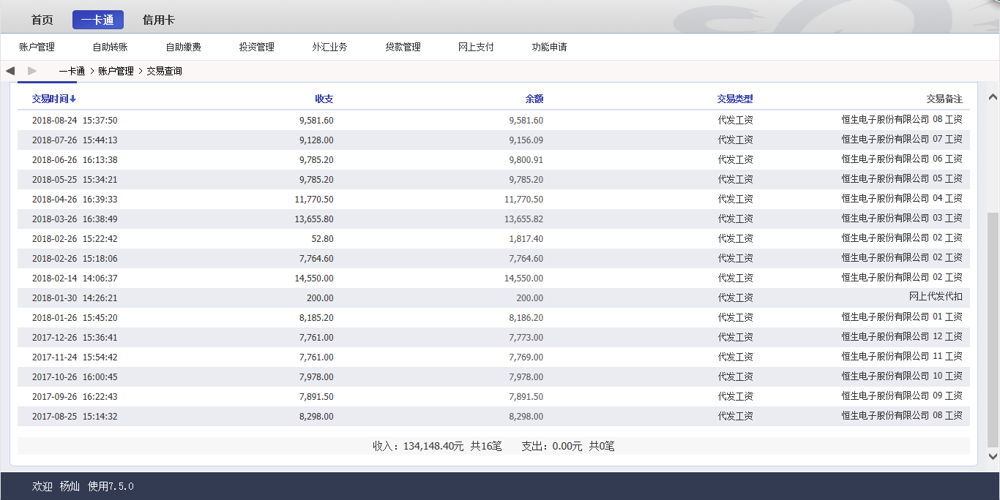 首页 一卡通 信用卡
账户管理 自助转账 自助缴费 投资管理 外汇业务 贷款管理 网上支付 功能申请
一卡通 > 账户管理 > 交易查询
交易时间 收支 余额 交易类型 交易备注
2018-08-24 15:37:50 9,581.60 9,581.60 代发工资 恒生电子股份有限公司 08 工资
2018-07-26 15:44:13 9,128.00 9,156.09 代发工资 恒生电子股份有限公司 07 工资
2018-06-26 16:13:38 9,785.20 9,800.91 代发工资 恒生电子股份有限公司 06 工资
2018-05-25 15:34:21 9,785.20 9,785.20 代发工资 恒生电子股份有限公司 05 工资
2018-04-26 16:39:33 11,770.50 11,770.50 代发工资 恒生电子股份有限公司 04 工资
2018-03-26 16:38:49 13,655.80 13,655.82 代发工资 恒生电子股份有限公司 03 工资
2018-02-26 15:22:42 52.80 1,817.40 代发工资 恒生电子股份有限公司 02 工资
2018-02-26 15:18:06 7,764.60 7,764.60 代发工资 恒生电子股份有限公司 02 工资
2018-02-14 14:06:37 14,550.00 14,550.00 代发工资 恒生电子股份有限公司 02 工资
2018-01-30 14:26:21 200.00 200.00 代发工资 网上代发代扣
2018-01-26 15:45:20 8,185.20 8,186.20 代发工资 恒生电子股份有限公司 01 工资
2017-12-26 15:36:41 7,761.00 7,773.00 代发工资 恒生电子股份有限公司 12 工资
2017-11-24 15:54:42 7,761.00 7,769.00 代发工资 恒生电子股份有限公司 11 工资
2017-10-26 16:00:45 7,978.00 7,978.00 代发工资 恒生电子股份有限公司 10 工资
2017-09-26 16:22:43 7,891.50 7,891.50 代发工资 恒生电子股份有限公司 09 工资
2017-08-25 15:14:32 8,298.00 8,298.00 代发工资 恒生电子股份有限公司 08 工资
收入：134,148.40元 共16笔 支出：0.00元 共0笔
欢迎 杨灿 使用7.5.0